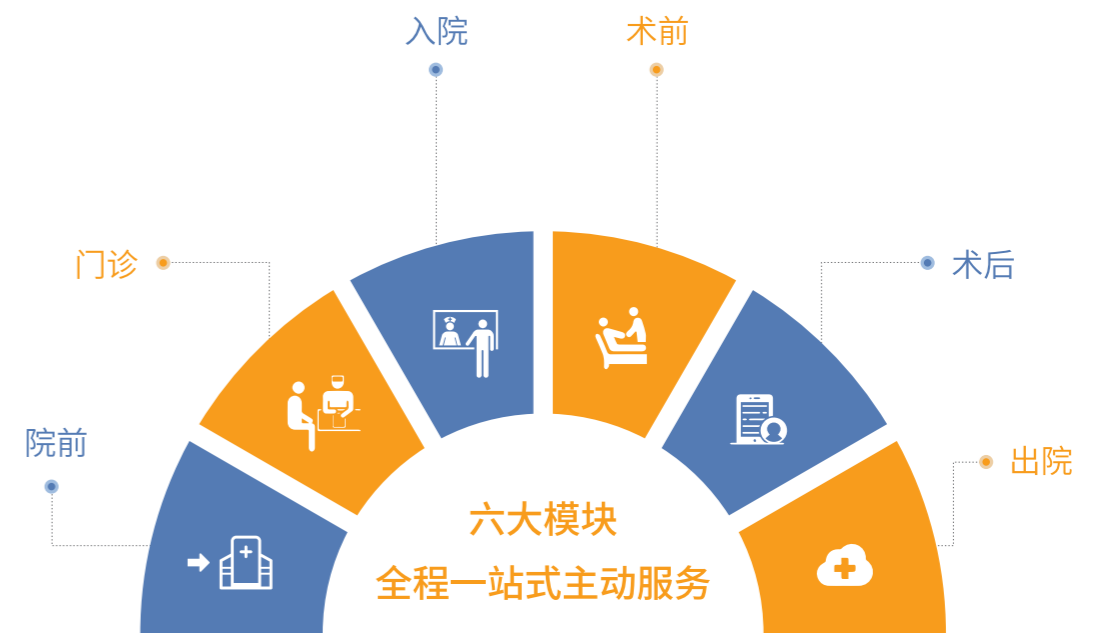 院前
门诊
入院
术前
术后
出院
六大模块
全程一站式主动服务